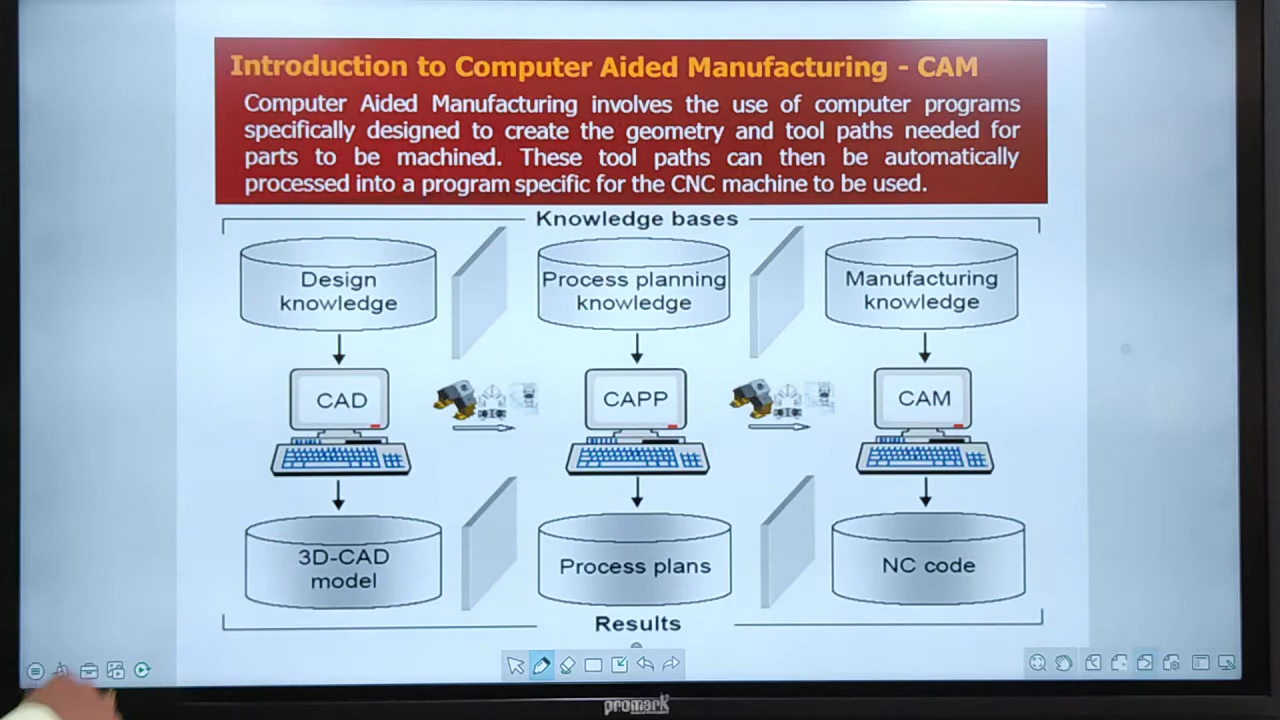 Introduction to Computer Aided Manufacturing - CAM
Computer Aided Manufacturing involves the use of computer programs
specifically designed to create the geometry and tool paths needed for
parts to be machined. These tool paths can then be automatically
processed into a program specific for the CNC machine to be used.
Knowledge bases
Design
knowledge
Process planning
knowledge
Manufacturing
knowledge
CAD
CAPP
CAM
3D-CAD
model
Process plans
NC code
Results
promark